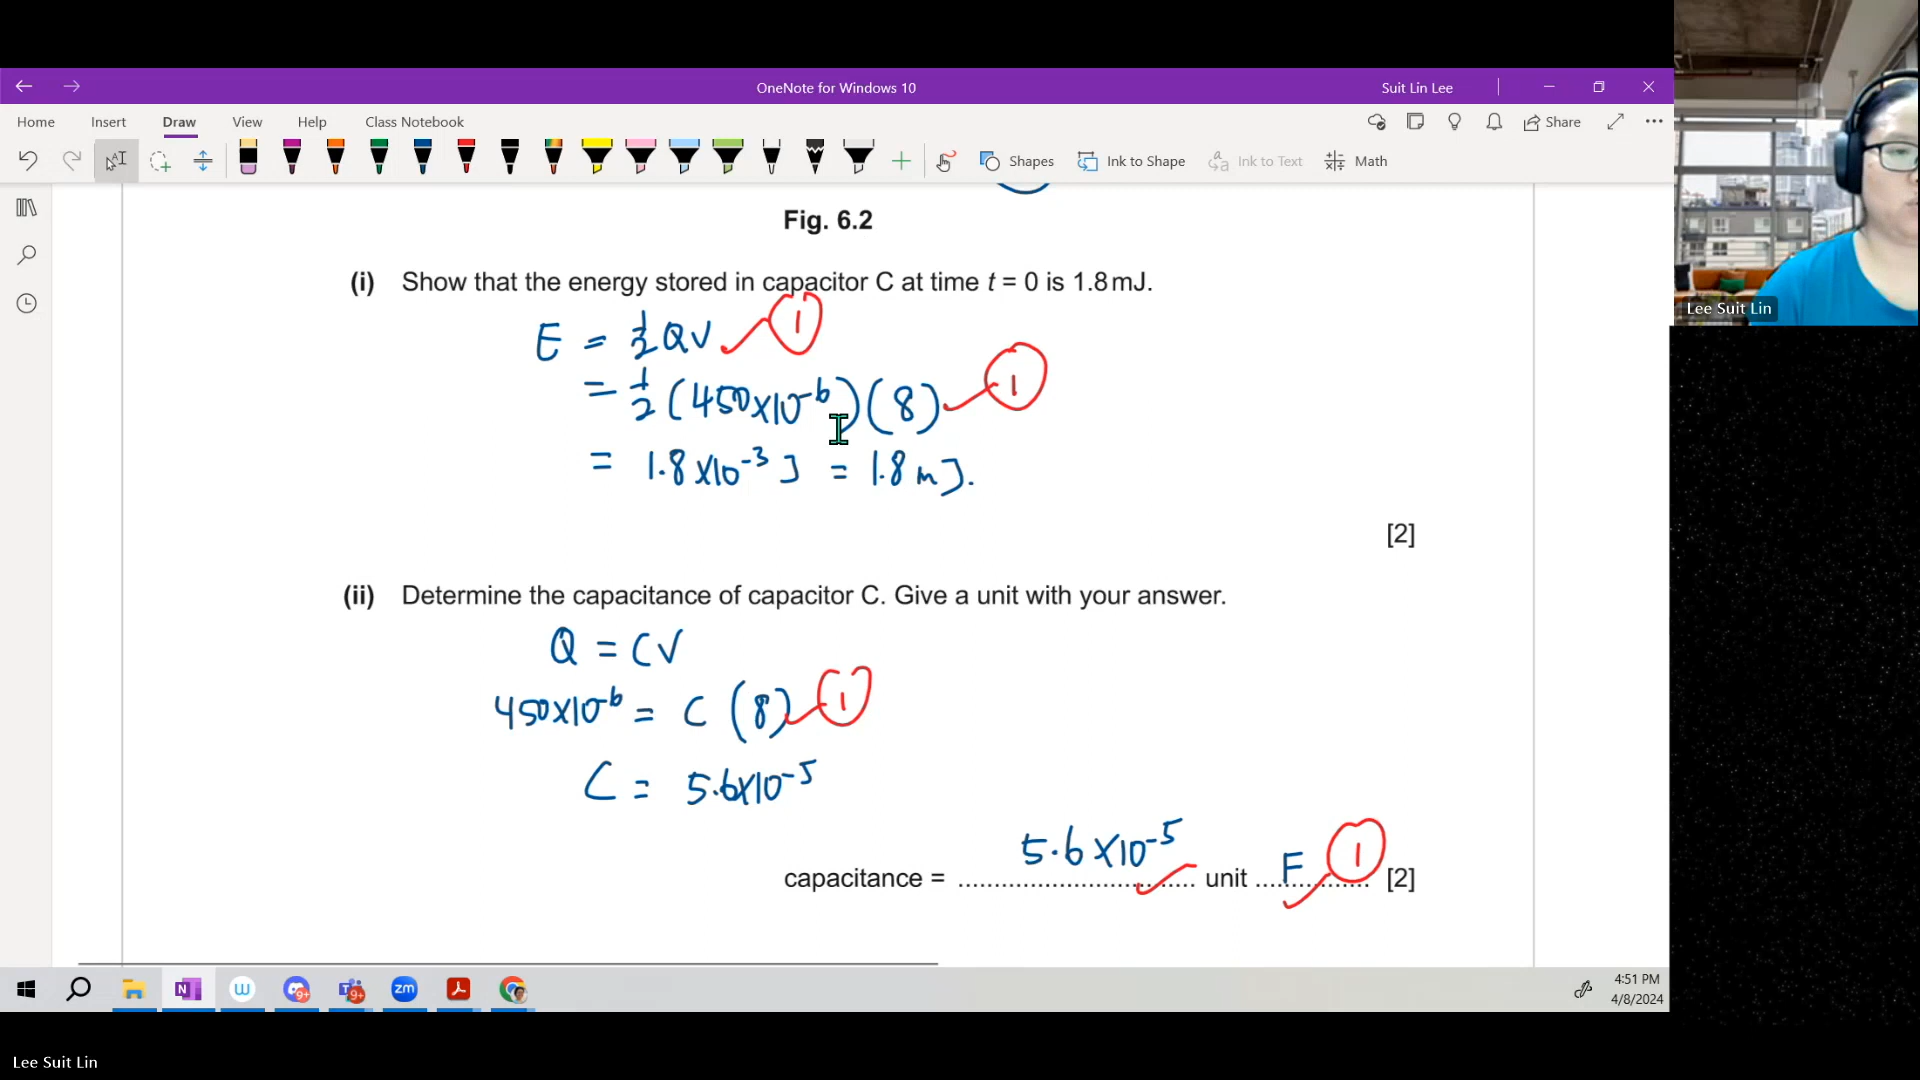 OneNote for Windows 10
Suit Lin Lee
Home Insert Draw View Help Class Notebook
Share
Shapes Ink to Shape Ink to Text Math
Fig. 6.2
(i) Show that the energy stored in capacitor C at time t = 0 is 1.8 mJ.
E = 1/2 QV 1
= 1/2 (450×10⁻⁶)(8) 1
= 1.8×10⁻³ J = 1.8 mJ.
[2]
(ii) Determine the capacitance of capacitor C. Give a unit with your answer.
Q = CV
450×10⁻⁶ = C (8) 1
C = 5.6×10⁻⁵
5.6×10⁻⁵ F 1
capacitance = ................................ unit ................ [2]
Lee Suit Lin
4:51 PM
4/8/2024
Lee Suit Lin